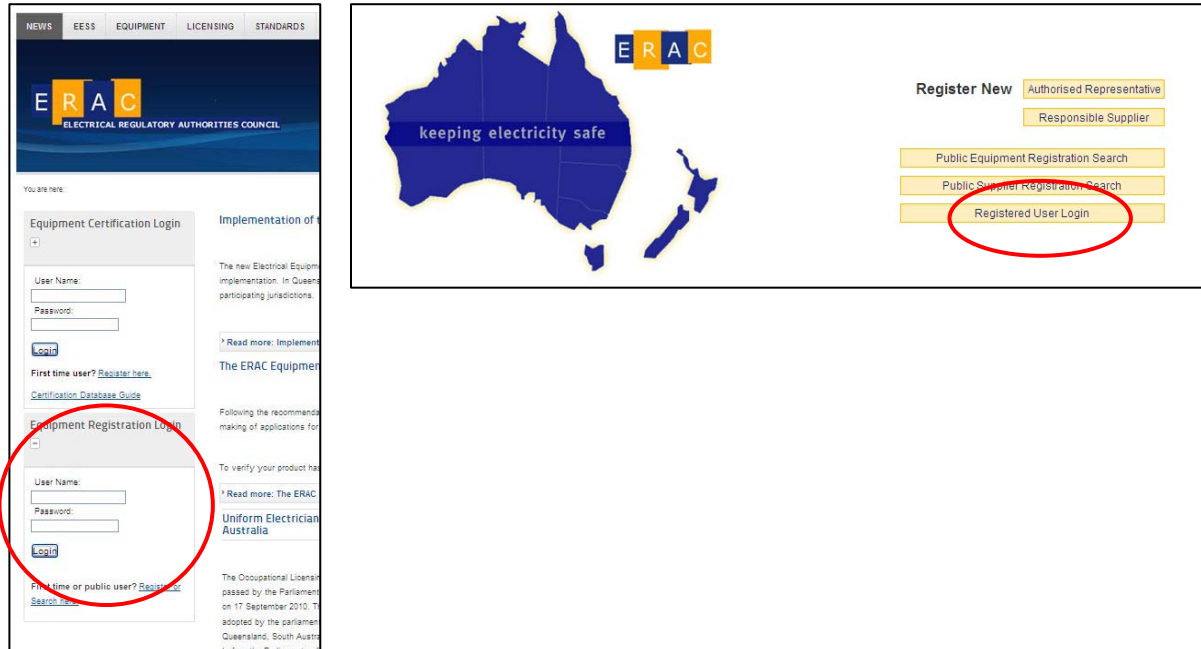 NEWS EESS EQUIPMENT LICENSING STANDARDS
E R A C
ELECTRICAL REGULATORY AUTHORITIES COUNCIL
You are here:
Equipment Certification Login
User Name:
Password:
Login
First time user? Register here.
Certification Database Guide
Equipment Registration Login
User Name:
Password:
Login
First time or public user? Register or
Search here.
Implementation of t
The new Electrical Equipm
implementation. In Queens
participating jurisdictions.
Read more: Implement
The ERAC Equipmen
Following the recommenda
making of applications for
To verify your product has
Read more: The ERAC
Uniform Electrician
Australia
The Occupational Licensin
passed by the Parliament
on 17 September 2010. Th
adopted by the parliamen
Queensland, South Austra
keeping electricity safe
E R A C
Register New Authorised Representative
Responsible Supplier
Public Equipment Registration Search
Public Supplier Registration Search
Registered User Login